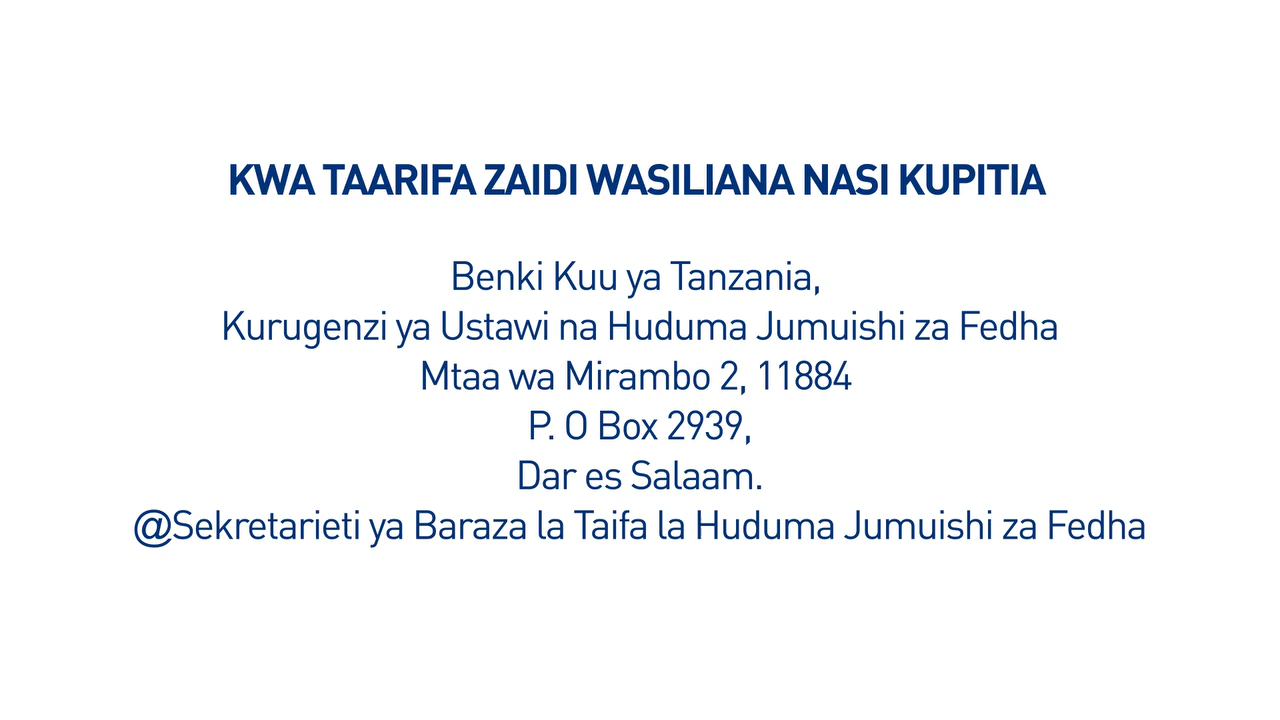 KWA TAARIFA ZAIDI WASILIANA NASI KUPITIA
Benki Kuu ya Tanzania,
Kurugenzi ya Ustawi na Huduma Jumuishi za Fedha
Mtaa wa Mirambo 2, 11884
P. O Box 2939,
Dar es Salaam.
@Sekretarieti ya Baraza la Taifa la Huduma Jumuishi za Fedha